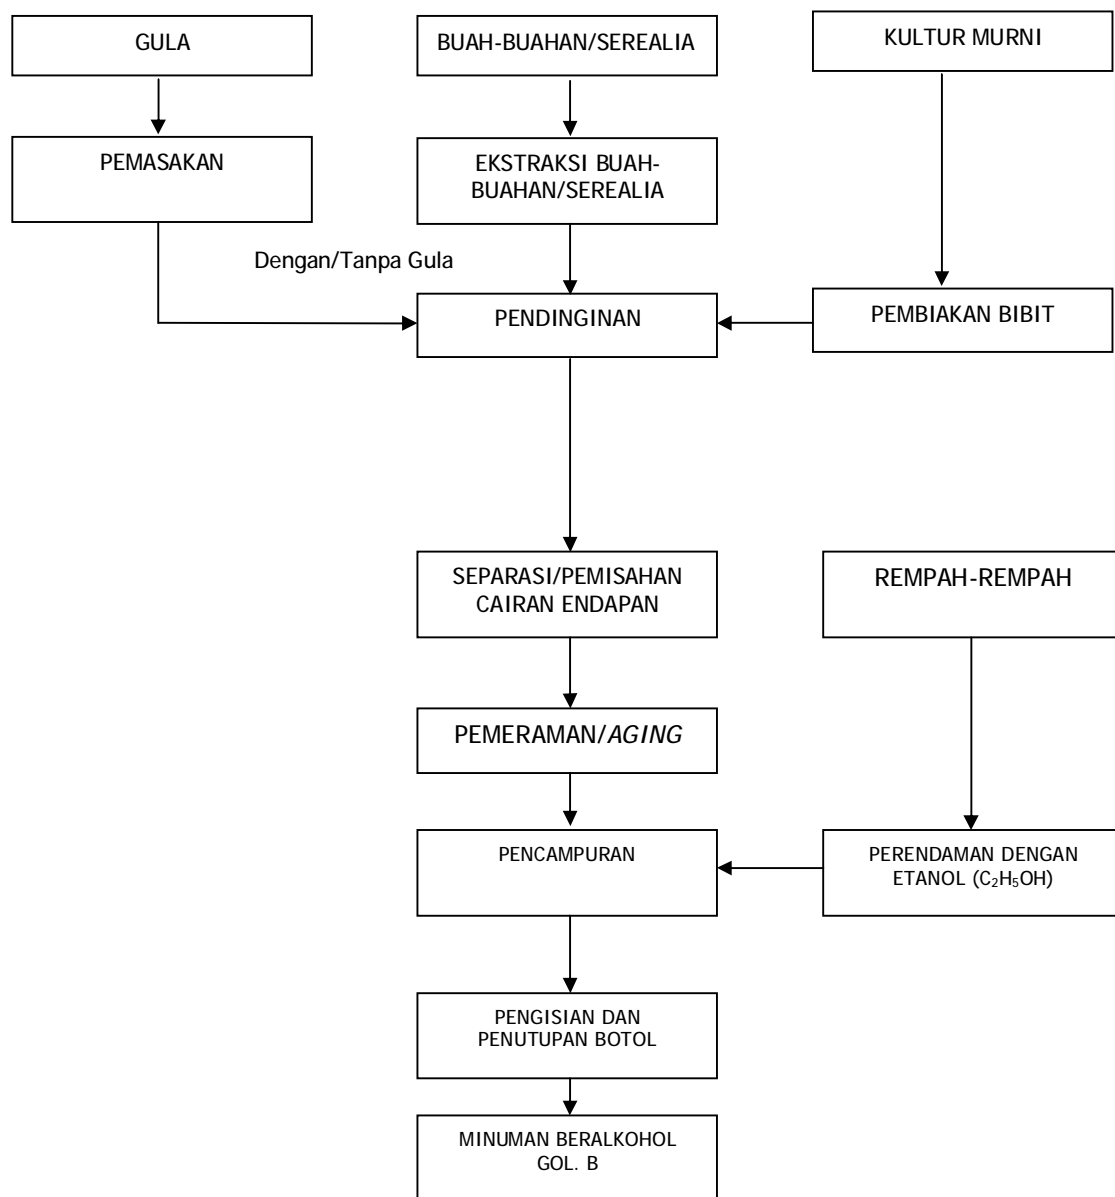 GULA
BUAH-BUAHAN/SEREALIA
KULTUR MURNI
PEMASAKAN
EKSTRAKSI BUAH-
BUAHAN/SEREALIA
Dengan/Tanpa Gula
PENDINGINAN
PEMBIAKAN BIBIT
SEPARASI/PEMISAHAN
CAIRAN ENDAPAN
REMPAH-REMPAH
PEMERAMAN/AGING
PENCAMPURAN
PERENDAMAN DENGAN
ETANOL (C₂H₅OH)
PENGISIAN DAN
PENUTUPAN BOTOL
MINUMAN BERALKOHOL
GOL. B